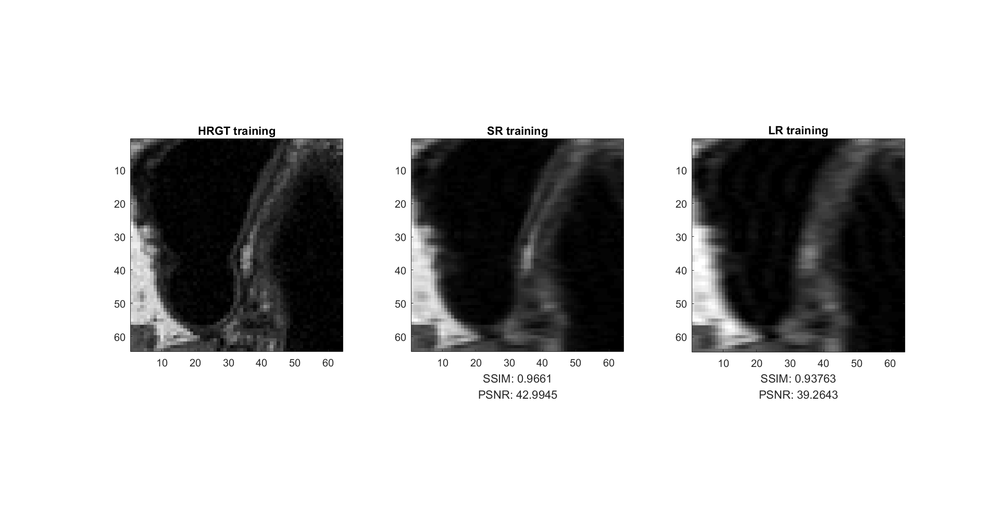 HRGT training
SR training
LR training
10
20
30
40
50
60
10 20 30 40 50 60
10
20
30
40
50
60
10 20 30 40 50 60
SSIM: 0.9661
PSNR: 42.9945
10
20
30
40
50
60
10 20 30 40 50 60
SSIM: 0.93763
PSNR: 39.2643